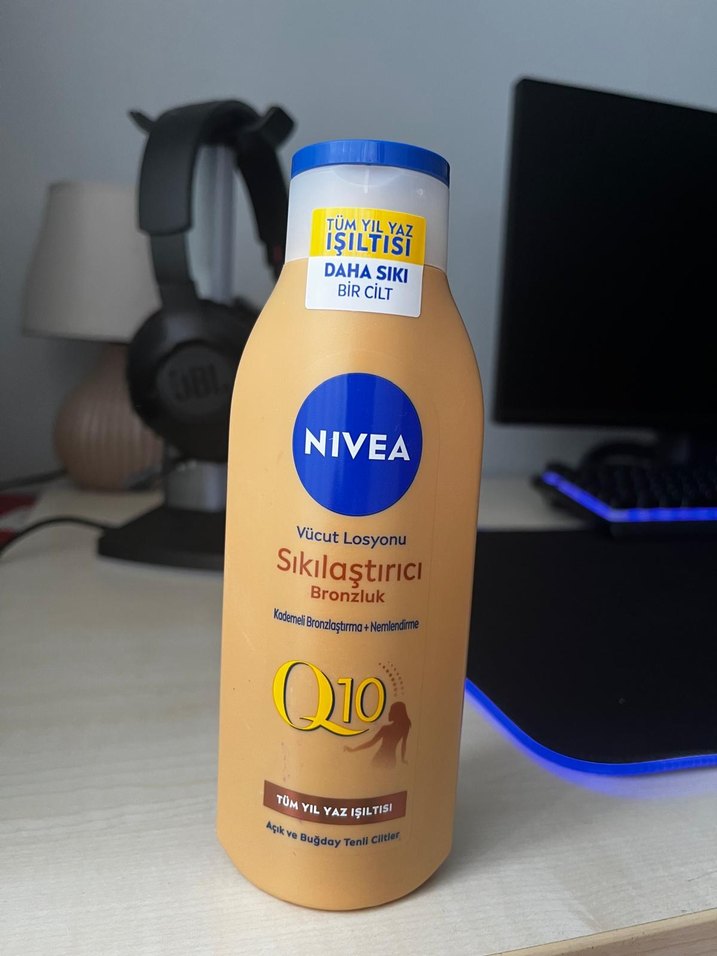 TÜM YIL YAZ
IŞILTISI
DAHA SIKI
BİR CİLT
JBL
NIVEA
Vücut Losyonu
Sıkılaştırıcı
Bronzluk
Kademeli Bronzlaştırma + Nemlendirme
Q10
TÜM YIL YAZ IŞILTISI
Açık ve Buğday Tenli Ciltler